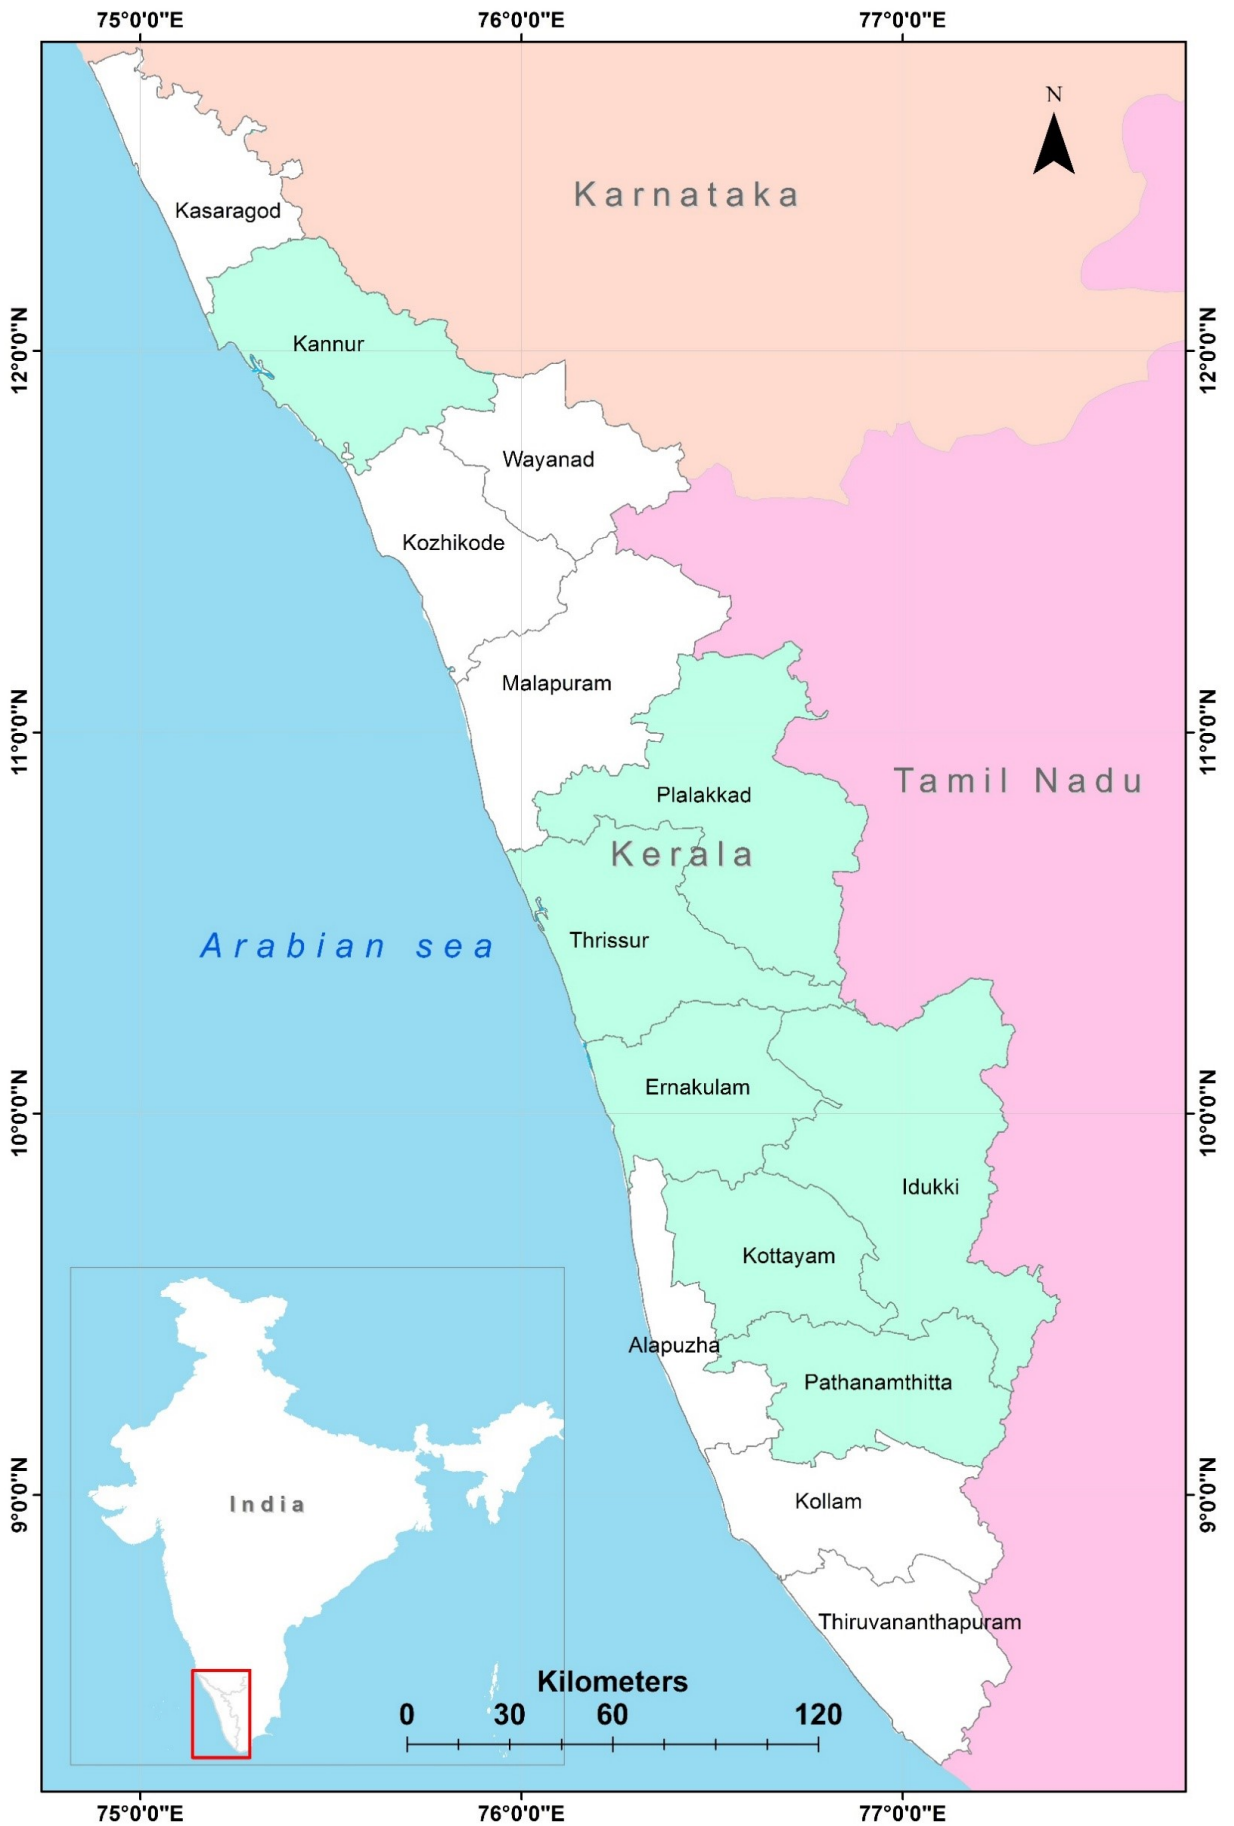 75°0'0"E 76°0'0"E 77°0'0"E
N
Karnataka
Kasaragod
12°0'0"N
12°0'0"N
Kannur
Wayanad
Kozhikode
Malapuram
11°0'0"N
11°0'0"N
Tamil Nadu
Plalakkad
Kerala
Arabian sea
Thrissur
Ernakulam
10°0'0"N
10°0'0"N
Idukki
Kottayam
Alapuzha
Pathanamthitta
9°0'0"N
9°0'0"N
Kollam
India
Thiruvananthapuram
Kilometers
0 30 60 120
75°0'0"E 76°0'0"E 77°0'0"E